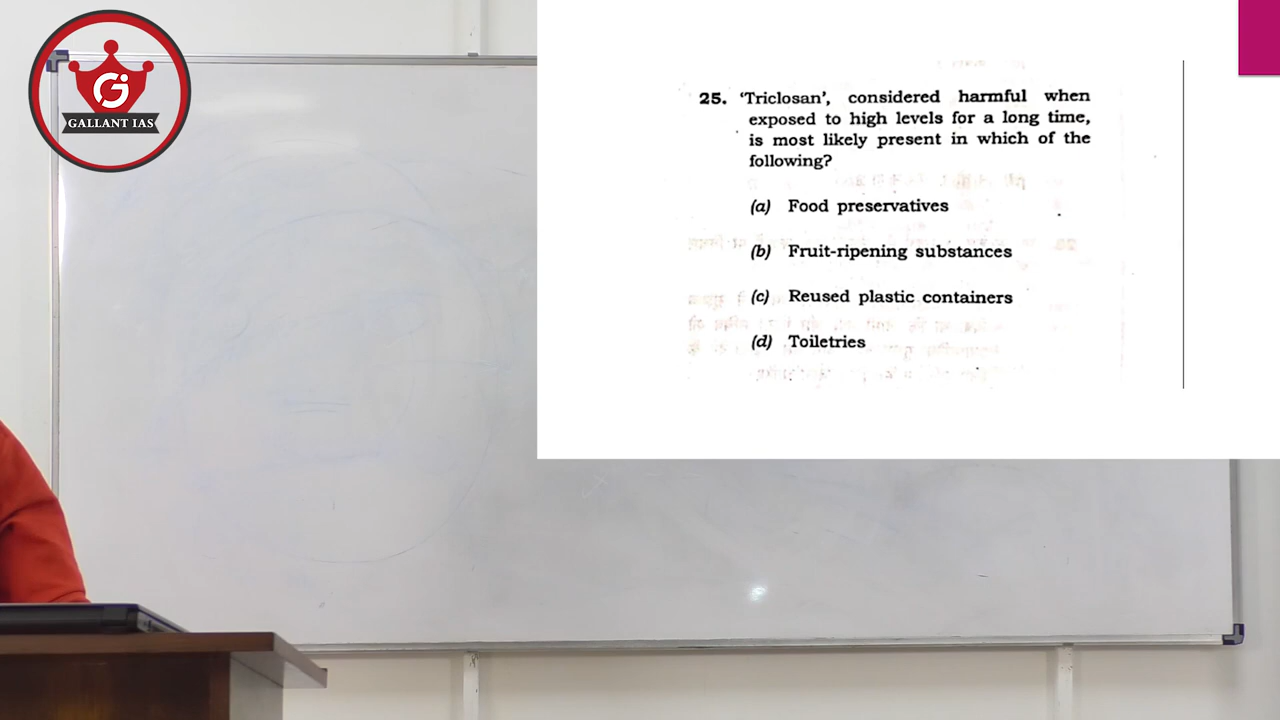 GALLANT IAS
25. ‘Triclosan’, considered harmful when
exposed to high levels for a long time,
is most likely present in which of the
following?
(a) Food preservatives
(b) Fruit-ripening substances
(c) Reused plastic containers
(d) Toiletries